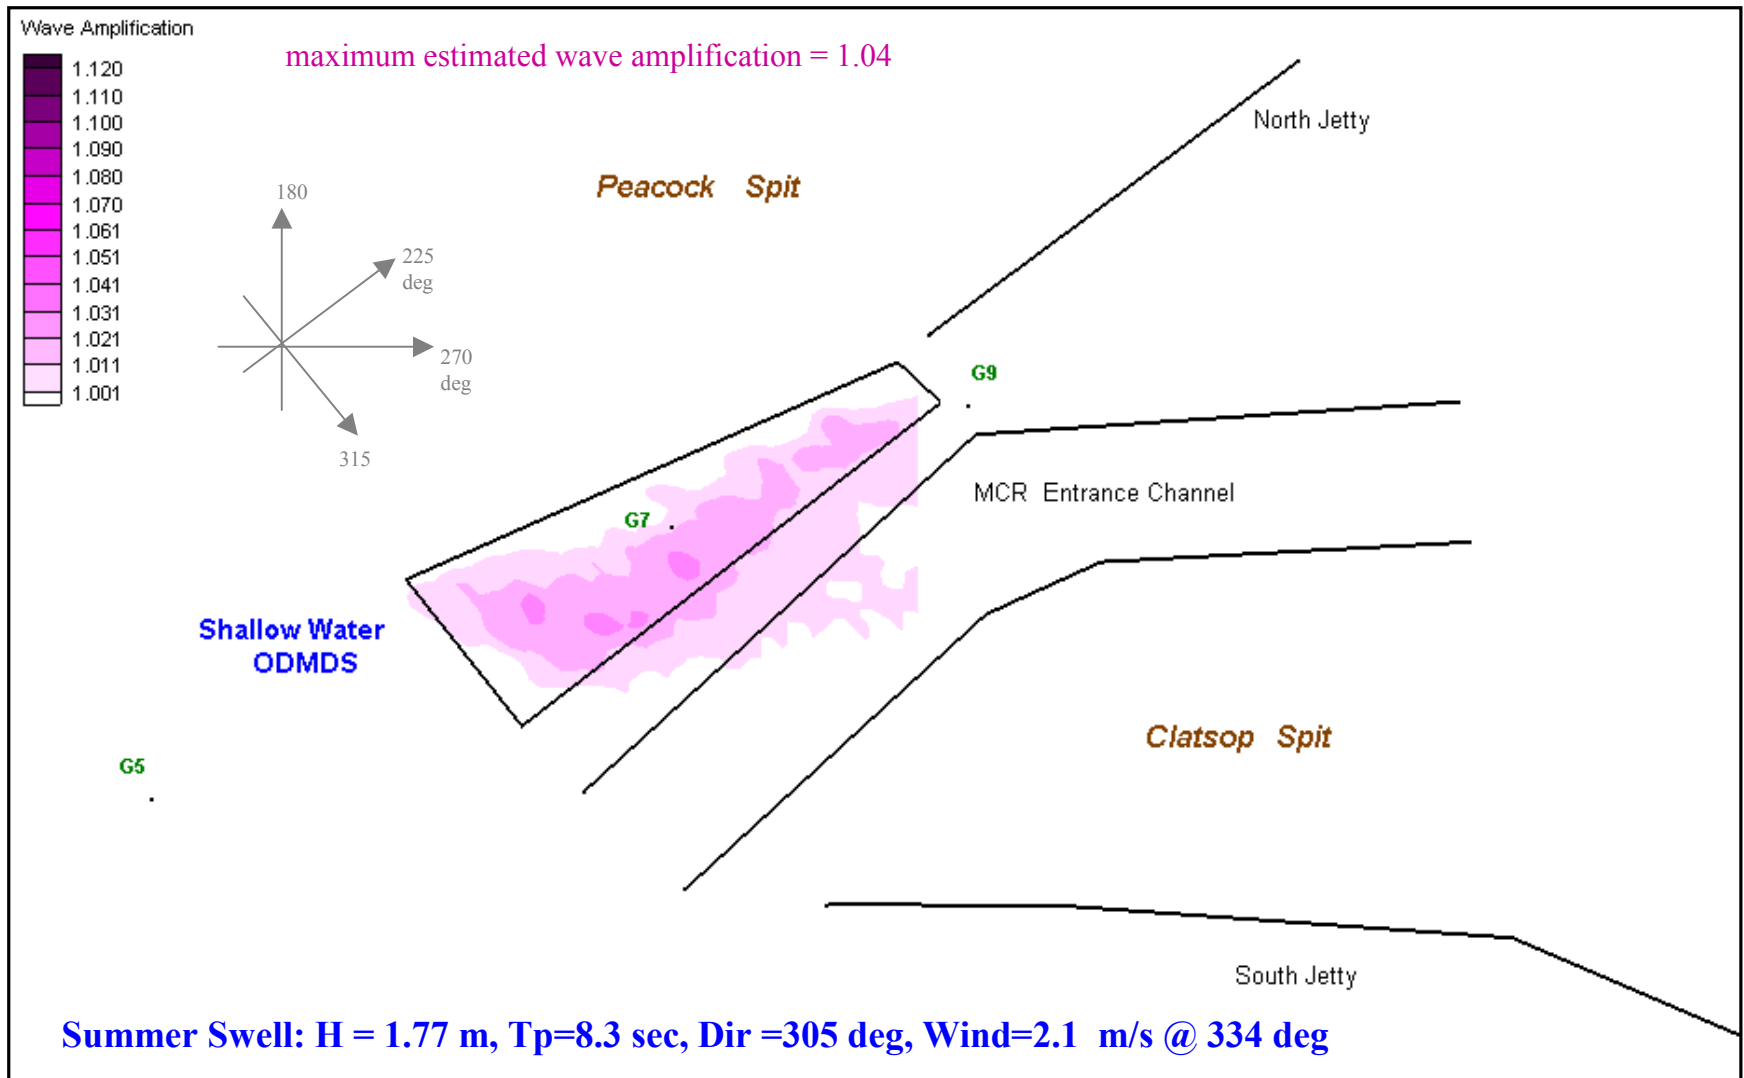 Wave Amplification
maximum estimated wave amplification = 1.04
1.120
1.110
1.100
1.090
1.080
1.070
1.061
1.051
1.041
1.031
1.021
1.011
1.001
180
225
deg
270
deg
315
Peacock Spit
North Jetty
G9
MCR Entrance Channel
G7
Shallow Water
ODMDS
G5
Clatsop Spit
South Jetty
Summer Swell: H = 1.77 m, Tp=8.3 sec, Dir =305 deg, Wind=2.1 m/s @ 334 deg